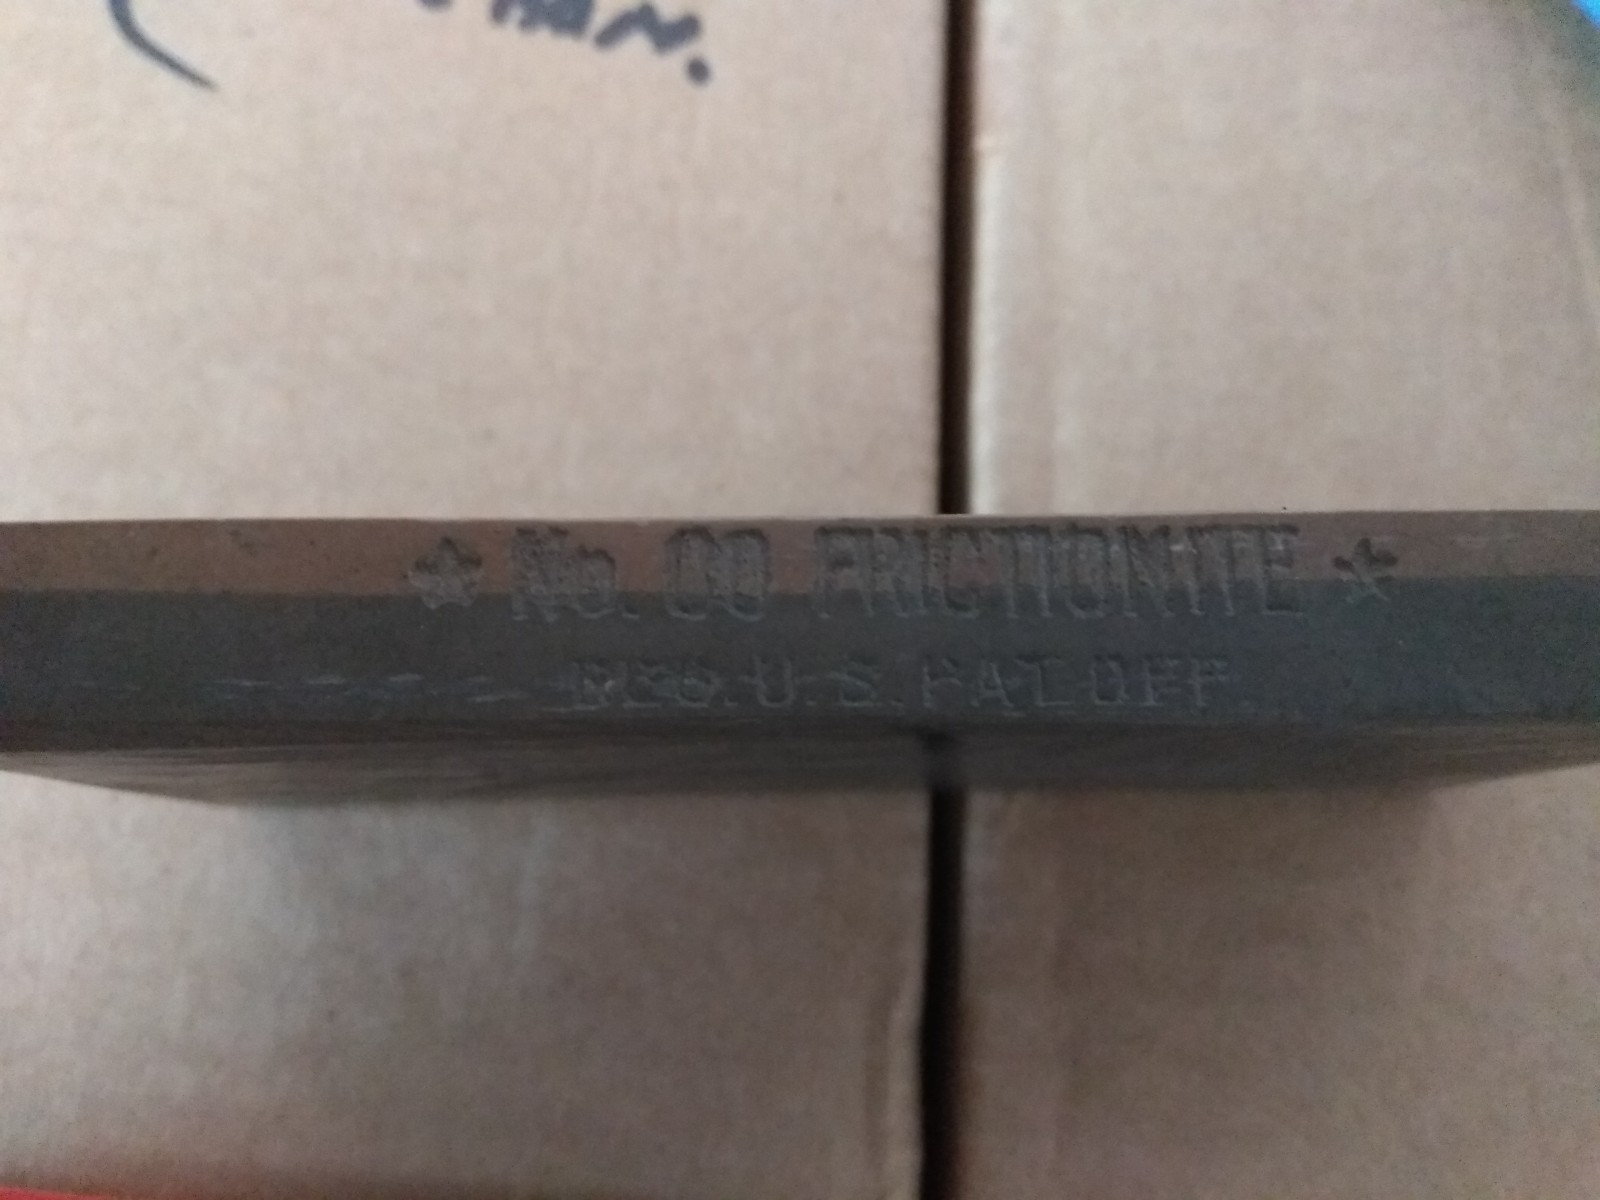 ★ No. 00 FRICTIONITE ★
REG. U. S. PAT. OFF